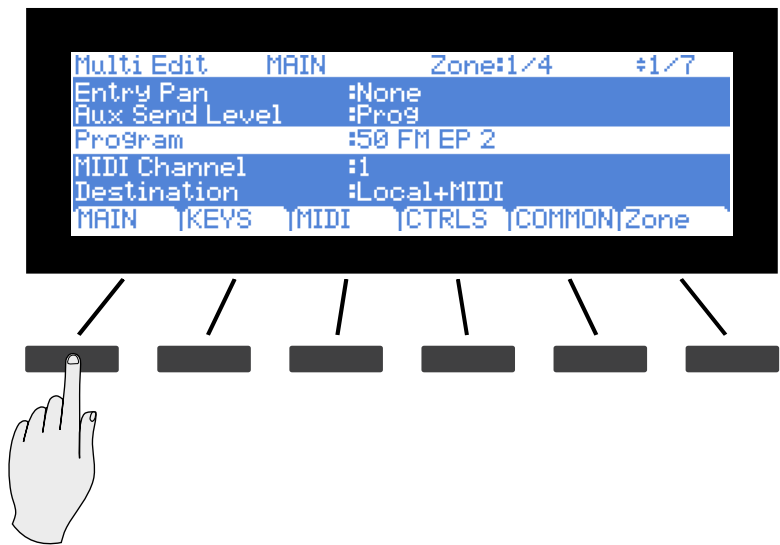 Multi Edit MAIN Zone:1/4 ÷1/7
Entry Pan :None
Aux Send Level :Prog
Program :50 FM EP 2
MIDI Channel :1
Destination :Local+MIDI
MAIN KEYS MIDI CTRLS COMMON Zone